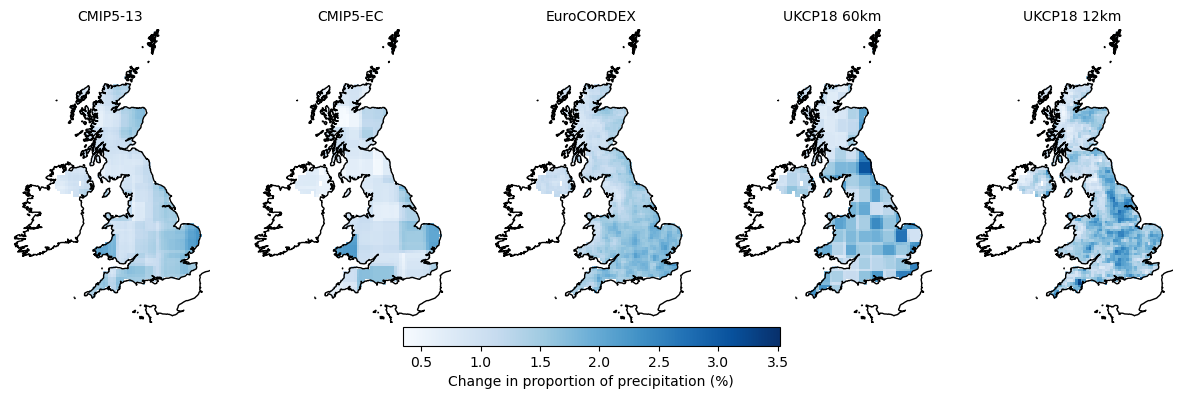 CMIP5-13 CMIP5-EC EuroCORDEX UKCP18 60km UKCP18 12km
0.5 1.0 1.5 2.0 2.5 3.0 3.5
Change in proportion of precipitation (%)